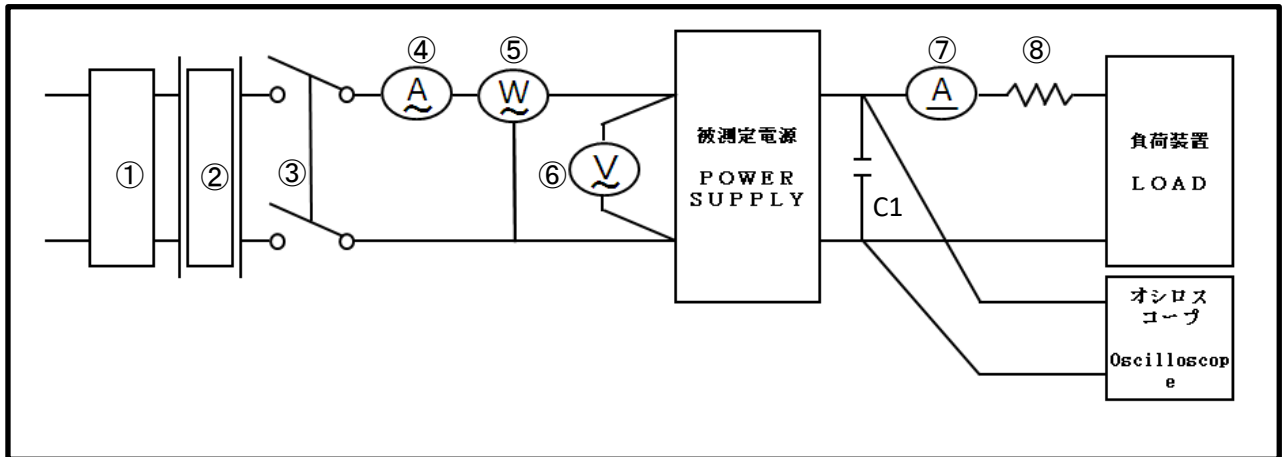 ④
⑤
⑦
⑧
A
~
W
~
A
被測定電源
POWER
SUPPLY
負荷装置
LOAD
①
②
③
⑥
V
~
C1
オシロス
コープ
Oscilloscop
e